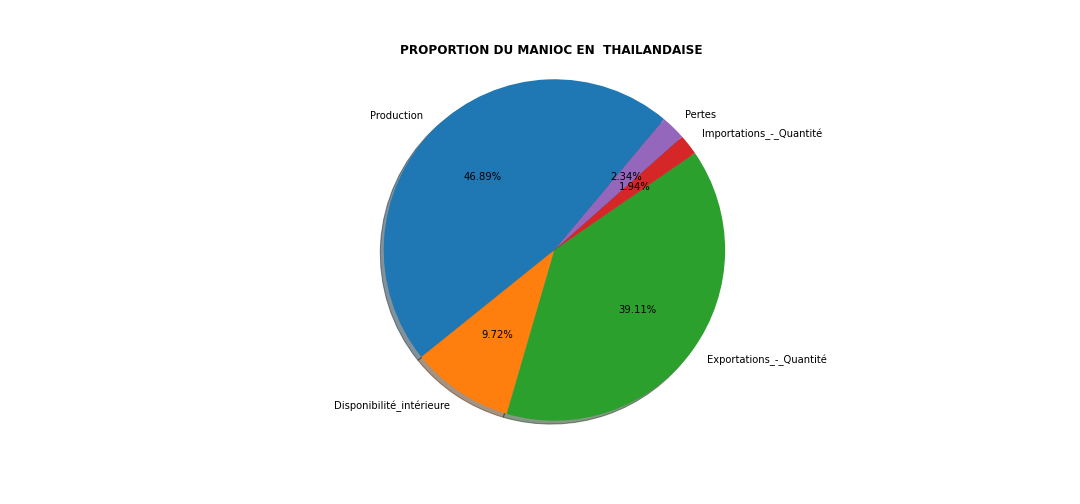 PROPORTION DU MANIOC EN  THAILANDAISE
Production
Pertes
Importations_-_Quantité
46.89%
2.34%
1.94%
39.11%
9.72%
Exportations_-_Quantité
Disponibilité_intérieure